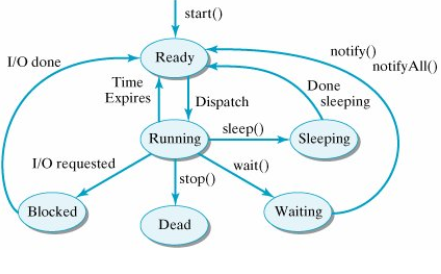 start()
Ready
notify()
notifyAll()
I/O done
Time
Expires
Dispatch
Done
sleeping
Running
sleep()
Sleeping
I/O requested
stop()
wait()
Blocked
Dead
Waiting